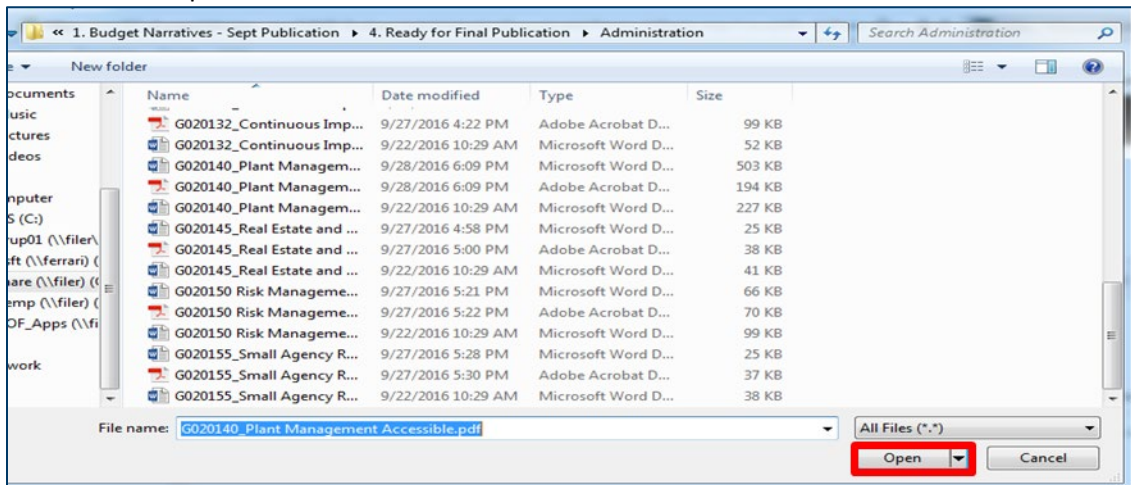 « 1. Budget Narratives - Sept Publication ▸ 4. Ready for Final Publication ▸ Administration Search Administration
New folder
Name Date modified Type Size
G020132_Continuous Imp... 9/27/2016 4:22 PM Adobe Acrobat D... 99 KB
G020132_Continuous Imp... 9/22/2016 10:29 AM Microsoft Word D... 52 KB
G020140_Plant Managem... 9/28/2016 6:09 PM Microsoft Word D... 503 KB
G020140_Plant Managem... 9/28/2016 6:09 PM Adobe Acrobat D... 194 KB
G020140_Plant Managem... 9/22/2016 10:29 AM Microsoft Word D... 227 KB
G020145_Real Estate and ... 9/27/2016 4:58 PM Microsoft Word D... 25 KB
G020145_Real Estate and ... 9/27/2016 5:00 PM Adobe Acrobat D... 38 KB
G020145_Real Estate and ... 9/22/2016 10:29 AM Microsoft Word D... 41 KB
G020150 Risk Manageme... 9/27/2016 5:21 PM Microsoft Word D... 66 KB
G020150 Risk Manageme... 9/27/2016 5:22 PM Adobe Acrobat D... 70 KB
G020150 Risk Manageme... 9/22/2016 10:29 AM Microsoft Word D... 99 KB
G020155_Small Agency R... 9/27/2016 5:28 PM Microsoft Word D... 25 KB
G020155_Small Agency R... 9/27/2016 5:30 PM Adobe Acrobat D... 37 KB
G020155_Small Agency R... 9/22/2016 10:29 AM Microsoft Word D... 38 KB
ocuments
usic
ctures
deos
mputer
S (C:)
rup01 (\\filer\
ft (\\ferrari) (
are (\\filer) (
emp (\\filer) (
OF_Apps (\\fi
work
File name: G020140_Plant Management Accessible.pdf All Files (*.*)
Open Cancel